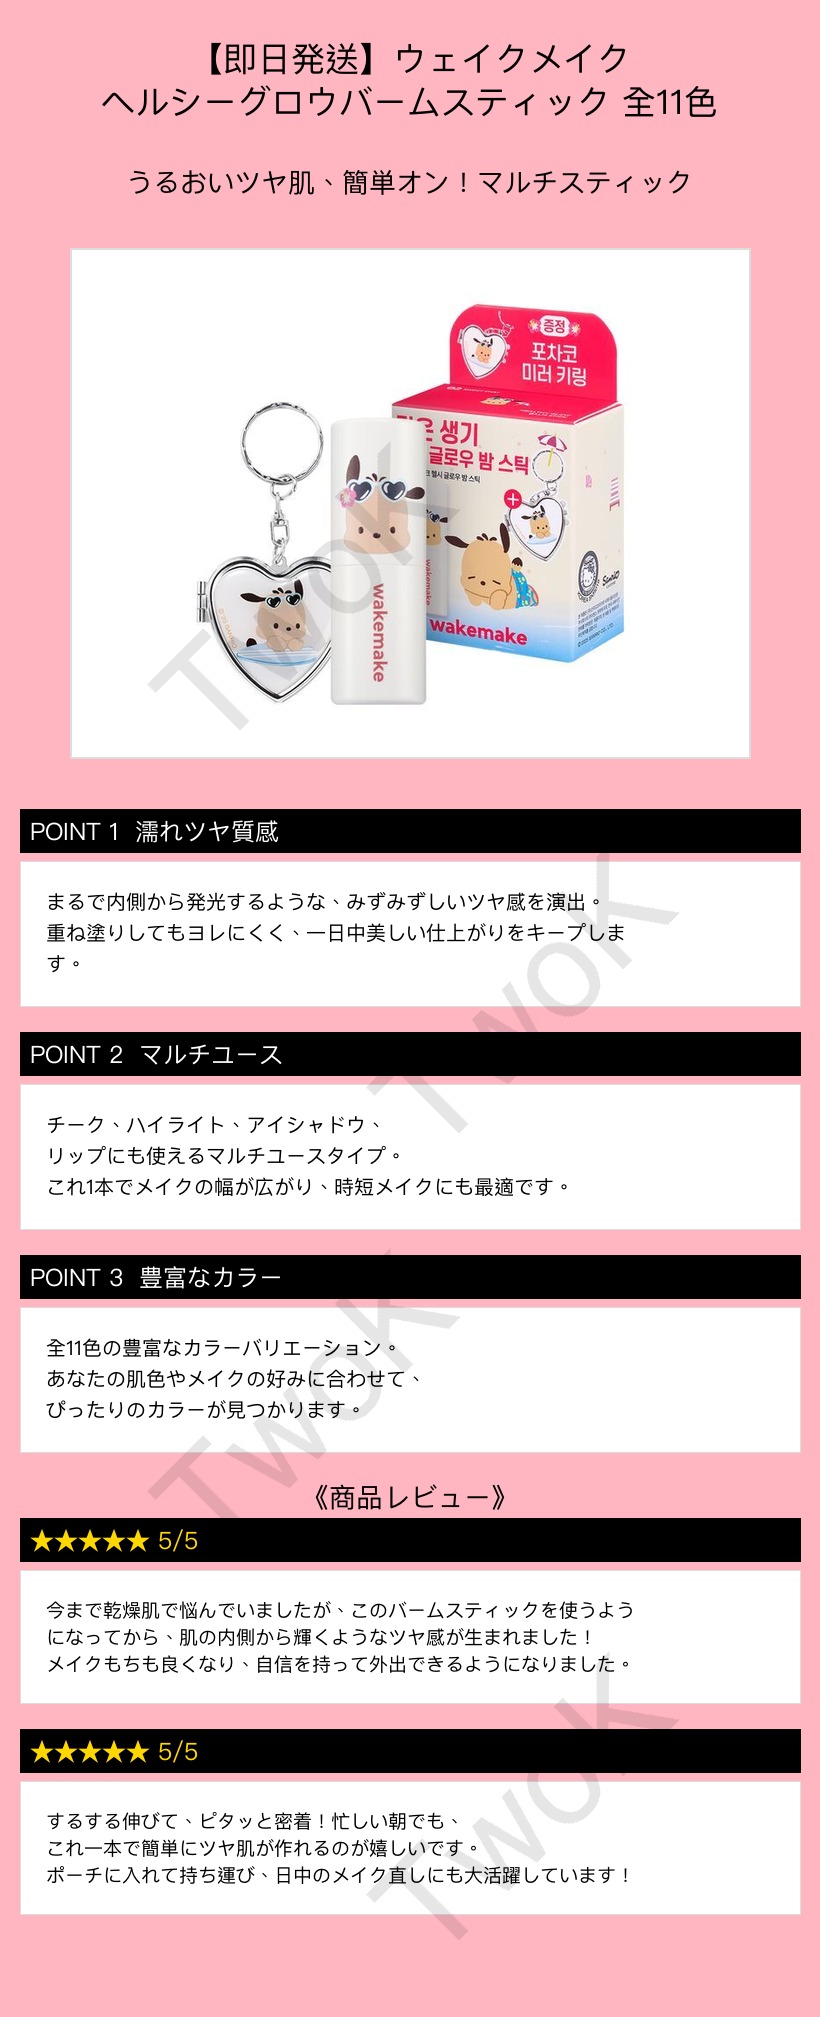 【即日発送】ウェイクメイク
ヘルシーグロウバームスティック 全11色
うるおいツヤ肌、簡単オン！マルチスティック
증정
포차코
미러 키링
생기
글로우 밤 스틱
헬시 글로우 밤 스틱
wakemake
wakemake
wakemake
Sanrio
TwoK
POINT 1 濡れツヤ質感
まるで内側から発光するような、みずみずしいツヤ感を演出。
重ね塗りしてもヨレにくく、一日中美しい仕上がりをキープしま
す。
TwoK
POINT 2 マルチユース
チーク、ハイライト、アイシャドウ、
リップにも使えるマルチユースタイプ。
これ1本でメイクの幅が広がり、時短メイクにも最適です。
POINT 3 豊富なカラー
全11色の豊富なカラーバリエーション。
あなたの肌色やメイクの好みに合わせて、
ぴったりのカラーが見つかります。
TwoK
《商品レビュー》
★★★★★ 5/5
今まで乾燥肌で悩んでいましたが、このバームスティックを使うよう
になってから、肌の内側から輝くようなツヤ感が生まれました！
メイクもちも良くなり、自信を持って外出できるようになりました。
★★★★★ 5/5
するする伸びて、ピタッと密着！忙しい朝でも、
これ一本で簡単にツヤ肌が作れるのが嬉しいです。
ポーチに入れて持ち運び、日中のメイク直しにも大活躍しています！
TwoK